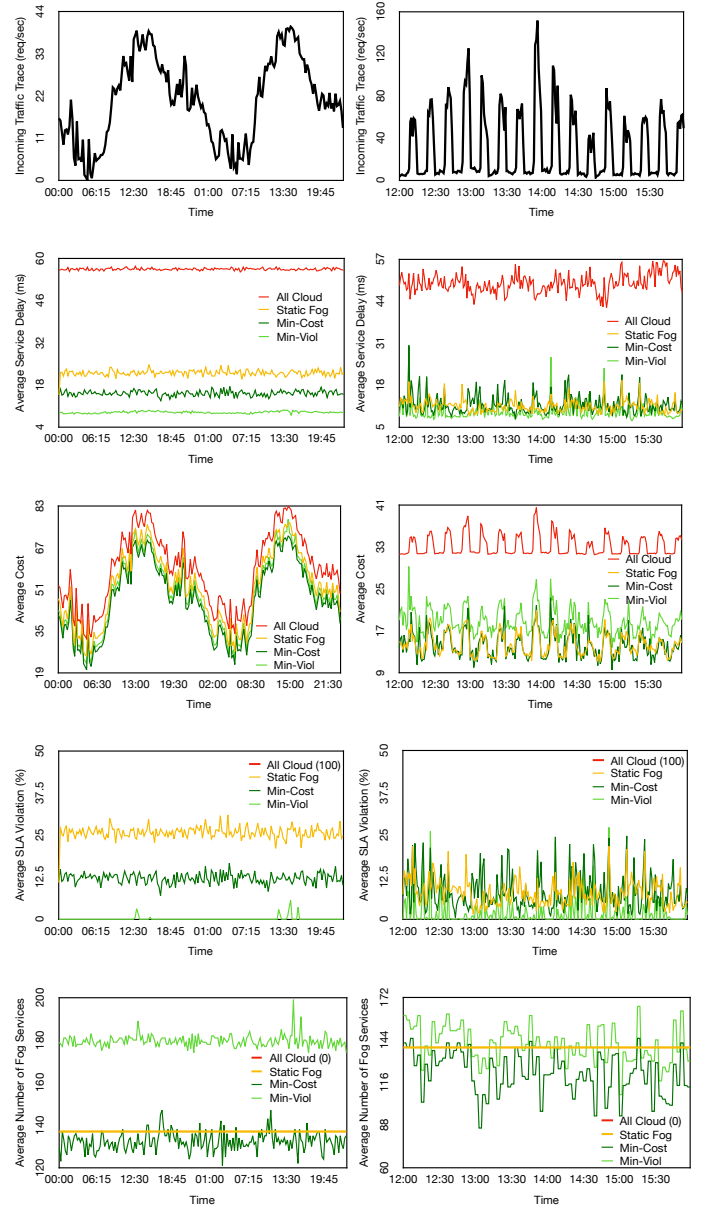 Incoming Traffic Trace (req/sec)
44
33
22
11
0
00:00 06:15 12:30 18:45 01:00 07:15 13:30 19:45
Time
Incoming Traffic Trace (req/sec)
160
120
80
40
0
12:00 12:30 13:00 13:30 14:00 14:30 15:00 15:30
Time
Average Service Delay (ms)
60
46
32
18
4
All Cloud
Static Fog
Min-Cost
Min-Viol
00:00 06:15 12:30 18:45 01:00 07:15 13:30 19:45
Time
Average Service Delay (ms)
57
44
31
18
5
All Cloud
Static Fog
Min-Cost
Min-Viol
12:00 12:30 13:00 13:30 14:00 14:30 15:00 15:30
Time
Average Cost
83
67
51
35
19
All Cloud
Static Fog
Min-Cost
Min-Viol
00:00 06:30 13:00 19:30 02:00 08:30 15:00 21:30
Time
Average Cost
41
33
25
17
9
All Cloud
Static Fog
Min-Cost
Min-Viol
12:00 12:30 13:00 13:30 14:00 14:30 15:00 15:30
Time
Average SLA Violation (%)
50
37.5
25
12.5
0
All Cloud (100)
Static Fog
Min-Cost
Min-Viol
00:00 06:15 12:30 18:45 01:00 07:15 13:30 19:45
Time
Average SLA Violation (%)
50
37.5
25
12.5
0
All Cloud (100)
Static Fog
Min-Cost
Min-Viol
12:00 12:30 13:00 13:30 14:00 14:30 15:00 15:30
Time
Average Number of Fog Services
200
180
160
140
120
All Cloud (0)
Static Fog
Min-Cost
Min-Viol
00:00 06:15 12:30 18:45 01:00 07:15 13:30 19:45
Time
Average Number of Fog Services
172
144
116
88
60
All Cloud (0)
Static Fog
Min-Cost
Min-Viol
12:00 12:30 13:00 13:30 14:00 14:30 15:00 15:30
Time